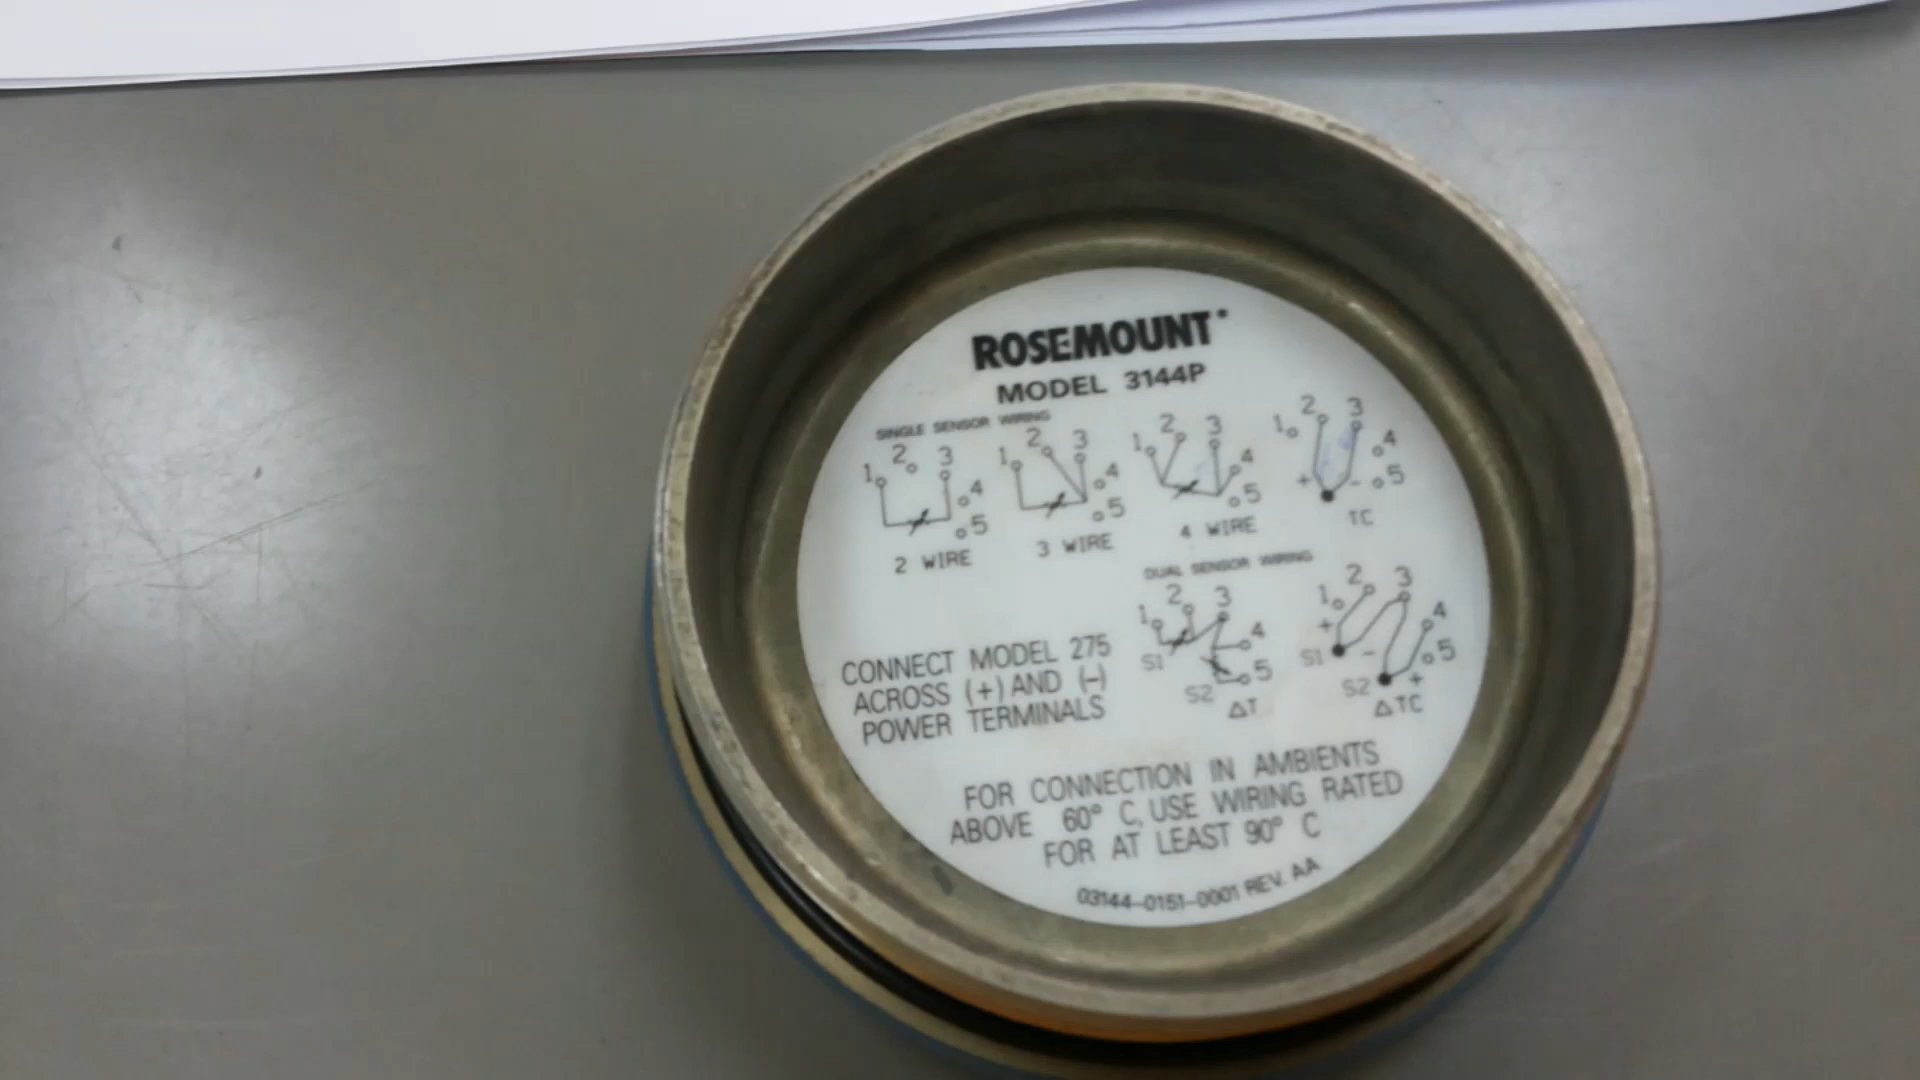 ROSEMOUNT
MODEL 3144P
SINGLE SENSOR WIRING
1 2 3 4 5
2 WIRE
1 2 3 4 5
3 WIRE
1 2 3 4 5
4 WIRE
1 2 3 4 5 + -
TC
DUAL SENSOR WIRING
1 2 3 4 5
S1
S2
ΔT
1 2 3 4 5
+ S1 -
S2 +
ΔTC
CONNECT MODEL 275
ACROSS (+) AND (-)
POWER TERMINALS
FOR CONNECTION IN AMBIENTS
ABOVE 60° C, USE WIRING RATED
FOR AT LEAST 90° C
03144-0151-0001 REV. AA